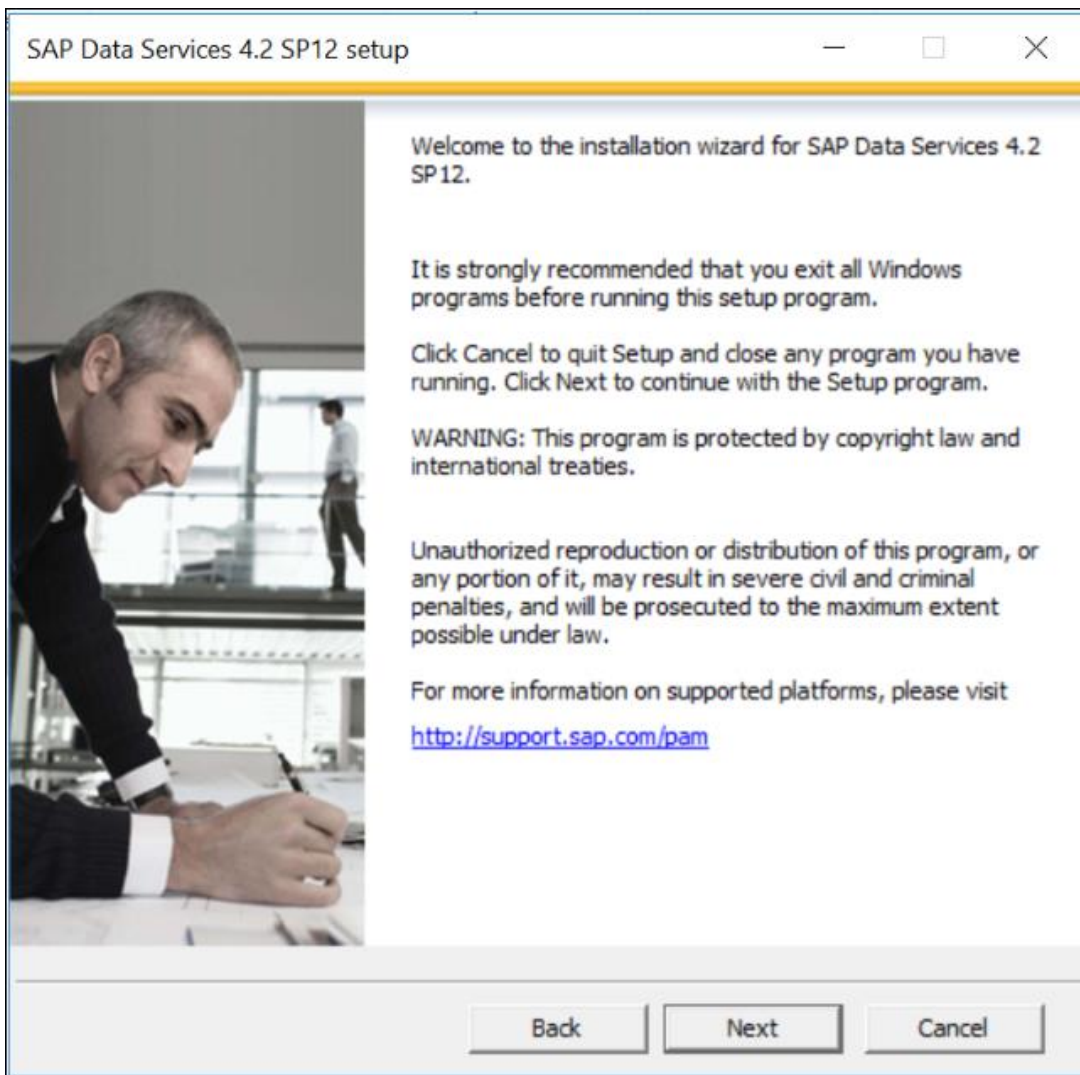 SAP Data Services 4.2 SP12 setup
Welcome to the installation wizard for SAP Data Services 4.2
SP12.
It is strongly recommended that you exit all Windows
programs before running this setup program.
Click Cancel to quit Setup and close any program you have
running. Click Next to continue with the Setup program.
WARNING: This program is protected by copyright law and
international treaties.
Unauthorized reproduction or distribution of this program, or
any portion of it, may result in severe civil and criminal
penalties, and will be prosecuted to the maximum extent
possible under law.
For more information on supported platforms, please visit
http://support.sap.com/pam
Back
Next
Cancel